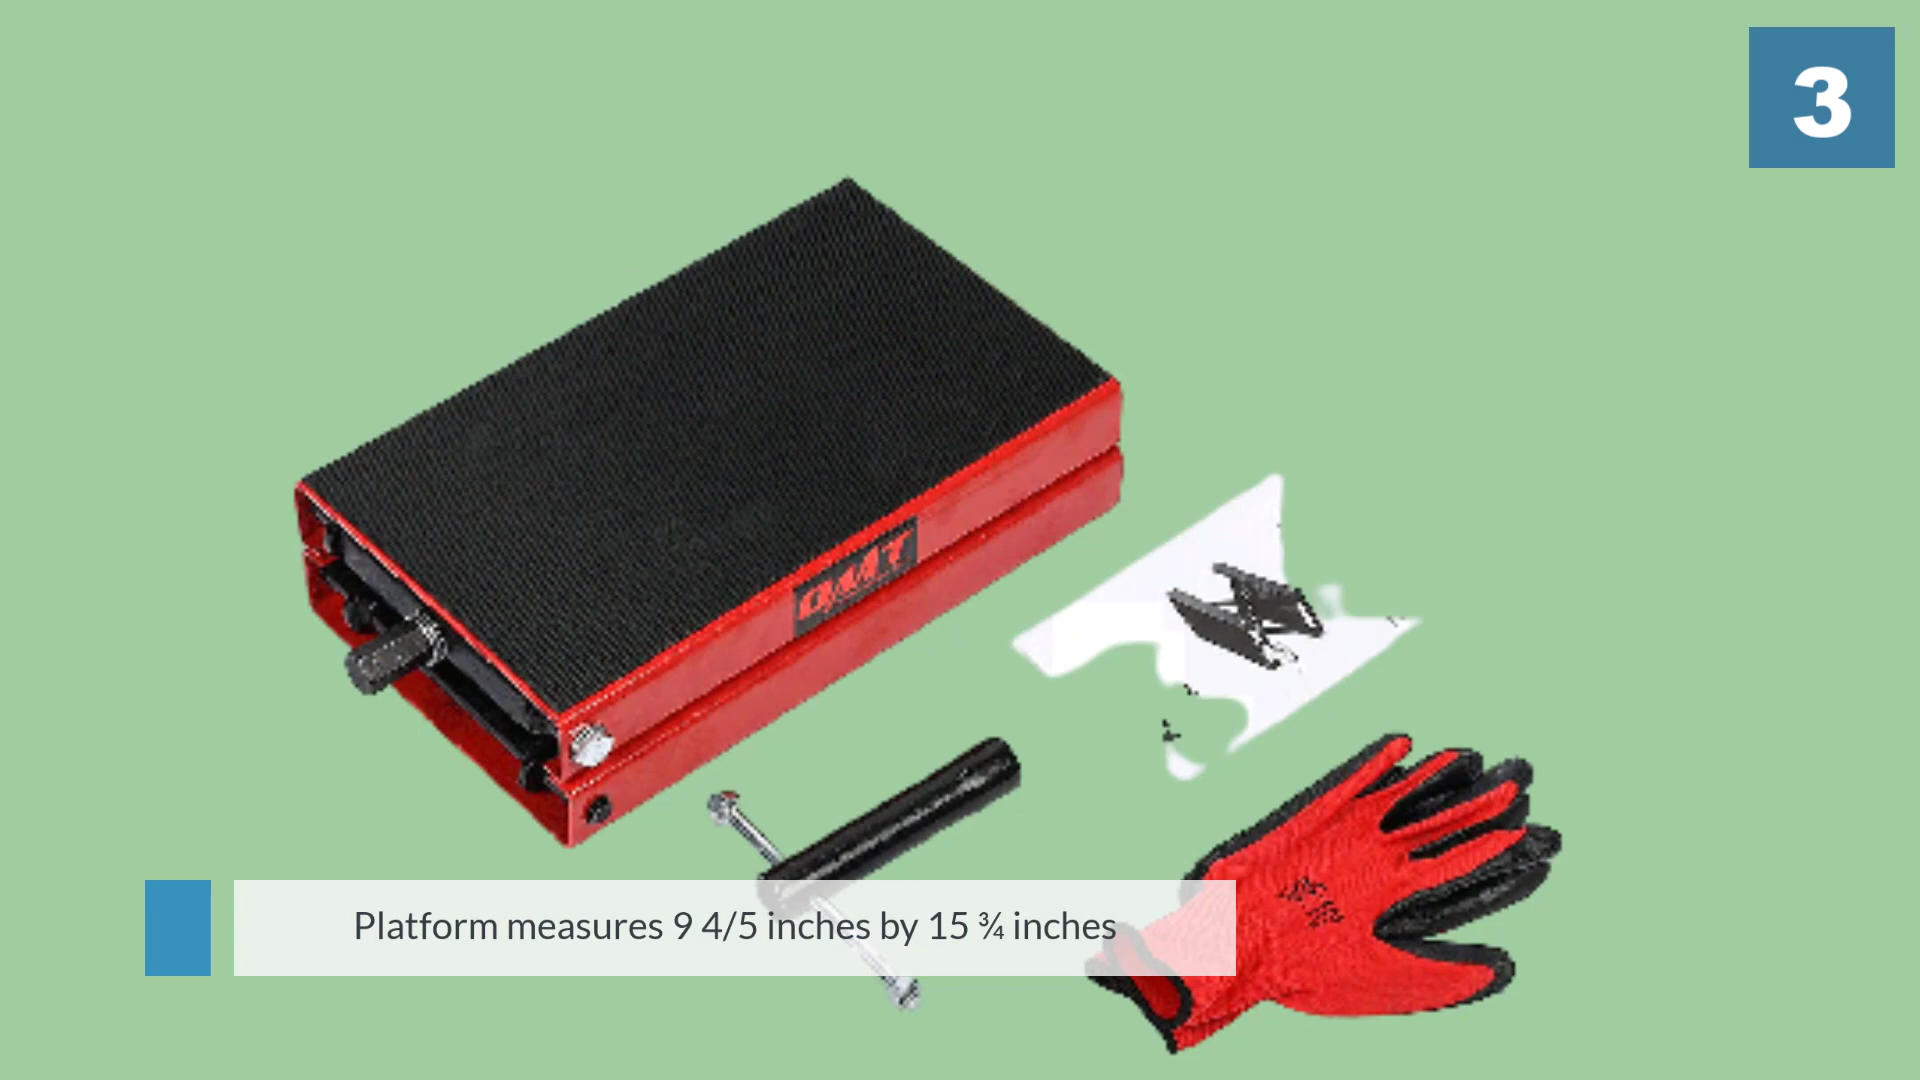 3
Platform measures 9 4/5 inches by 15 ¾ inches